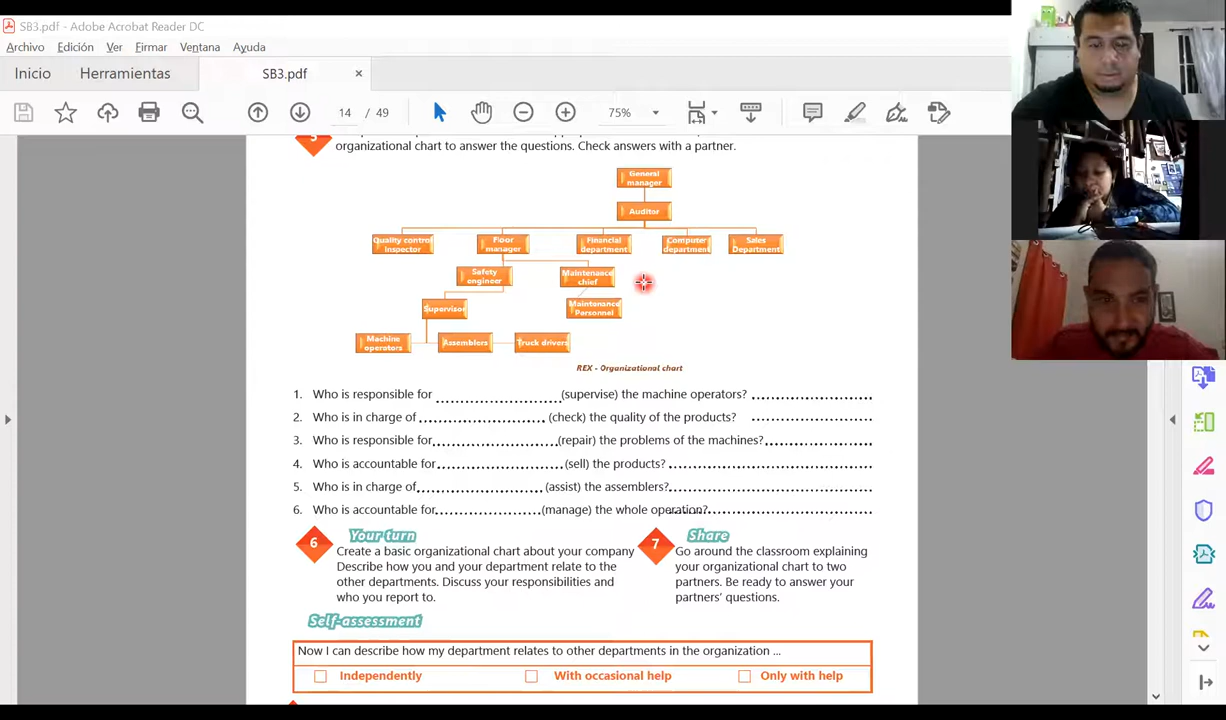 SB3.pdf - Adobe Acrobat Reader DC
Archivo Edición Ver Firmar Ventana Ayuda
Inicio Herramientas SB3.pdf ×
14 / 49 75%
organizational chart to answer the questions. Check answers with a partner.
General manager
Auditor
Quality control Inspector
Floor manager
Financial department
Computer department
Sales Department
Safety engineer
Maintenance chief
Supervisor
Maintenance Personnel
Machine operators
Assemblers
Truck drivers
REX - Organizational chart
1. Who is responsible for ........................ (supervise) the machine operators? ........................
2. Who is in charge of ........................ (check) the quality of the products? ........................
3. Who is responsible for ........................ (repair) the problems of the machines? ........................
4. Who is accountable for ........................ (sell) the products? ........................
5. Who is in charge of ........................ (assist) the assemblers? ........................
6. Who is accountable for ........................ (manage) the whole operation? ........................
6 Your turn
Create a basic organizational chart about your company
Describe how you and your department relate to the
other departments. Discuss your responsibilities and
who you report to.
7 Share
Go around the classroom explaining
your organizational chart to two
partners. Be ready to answer your
partners' questions.
Self-assessment
Now I can describe how my department relates to other departments in the organization ...
Independently With occasional help Only with help